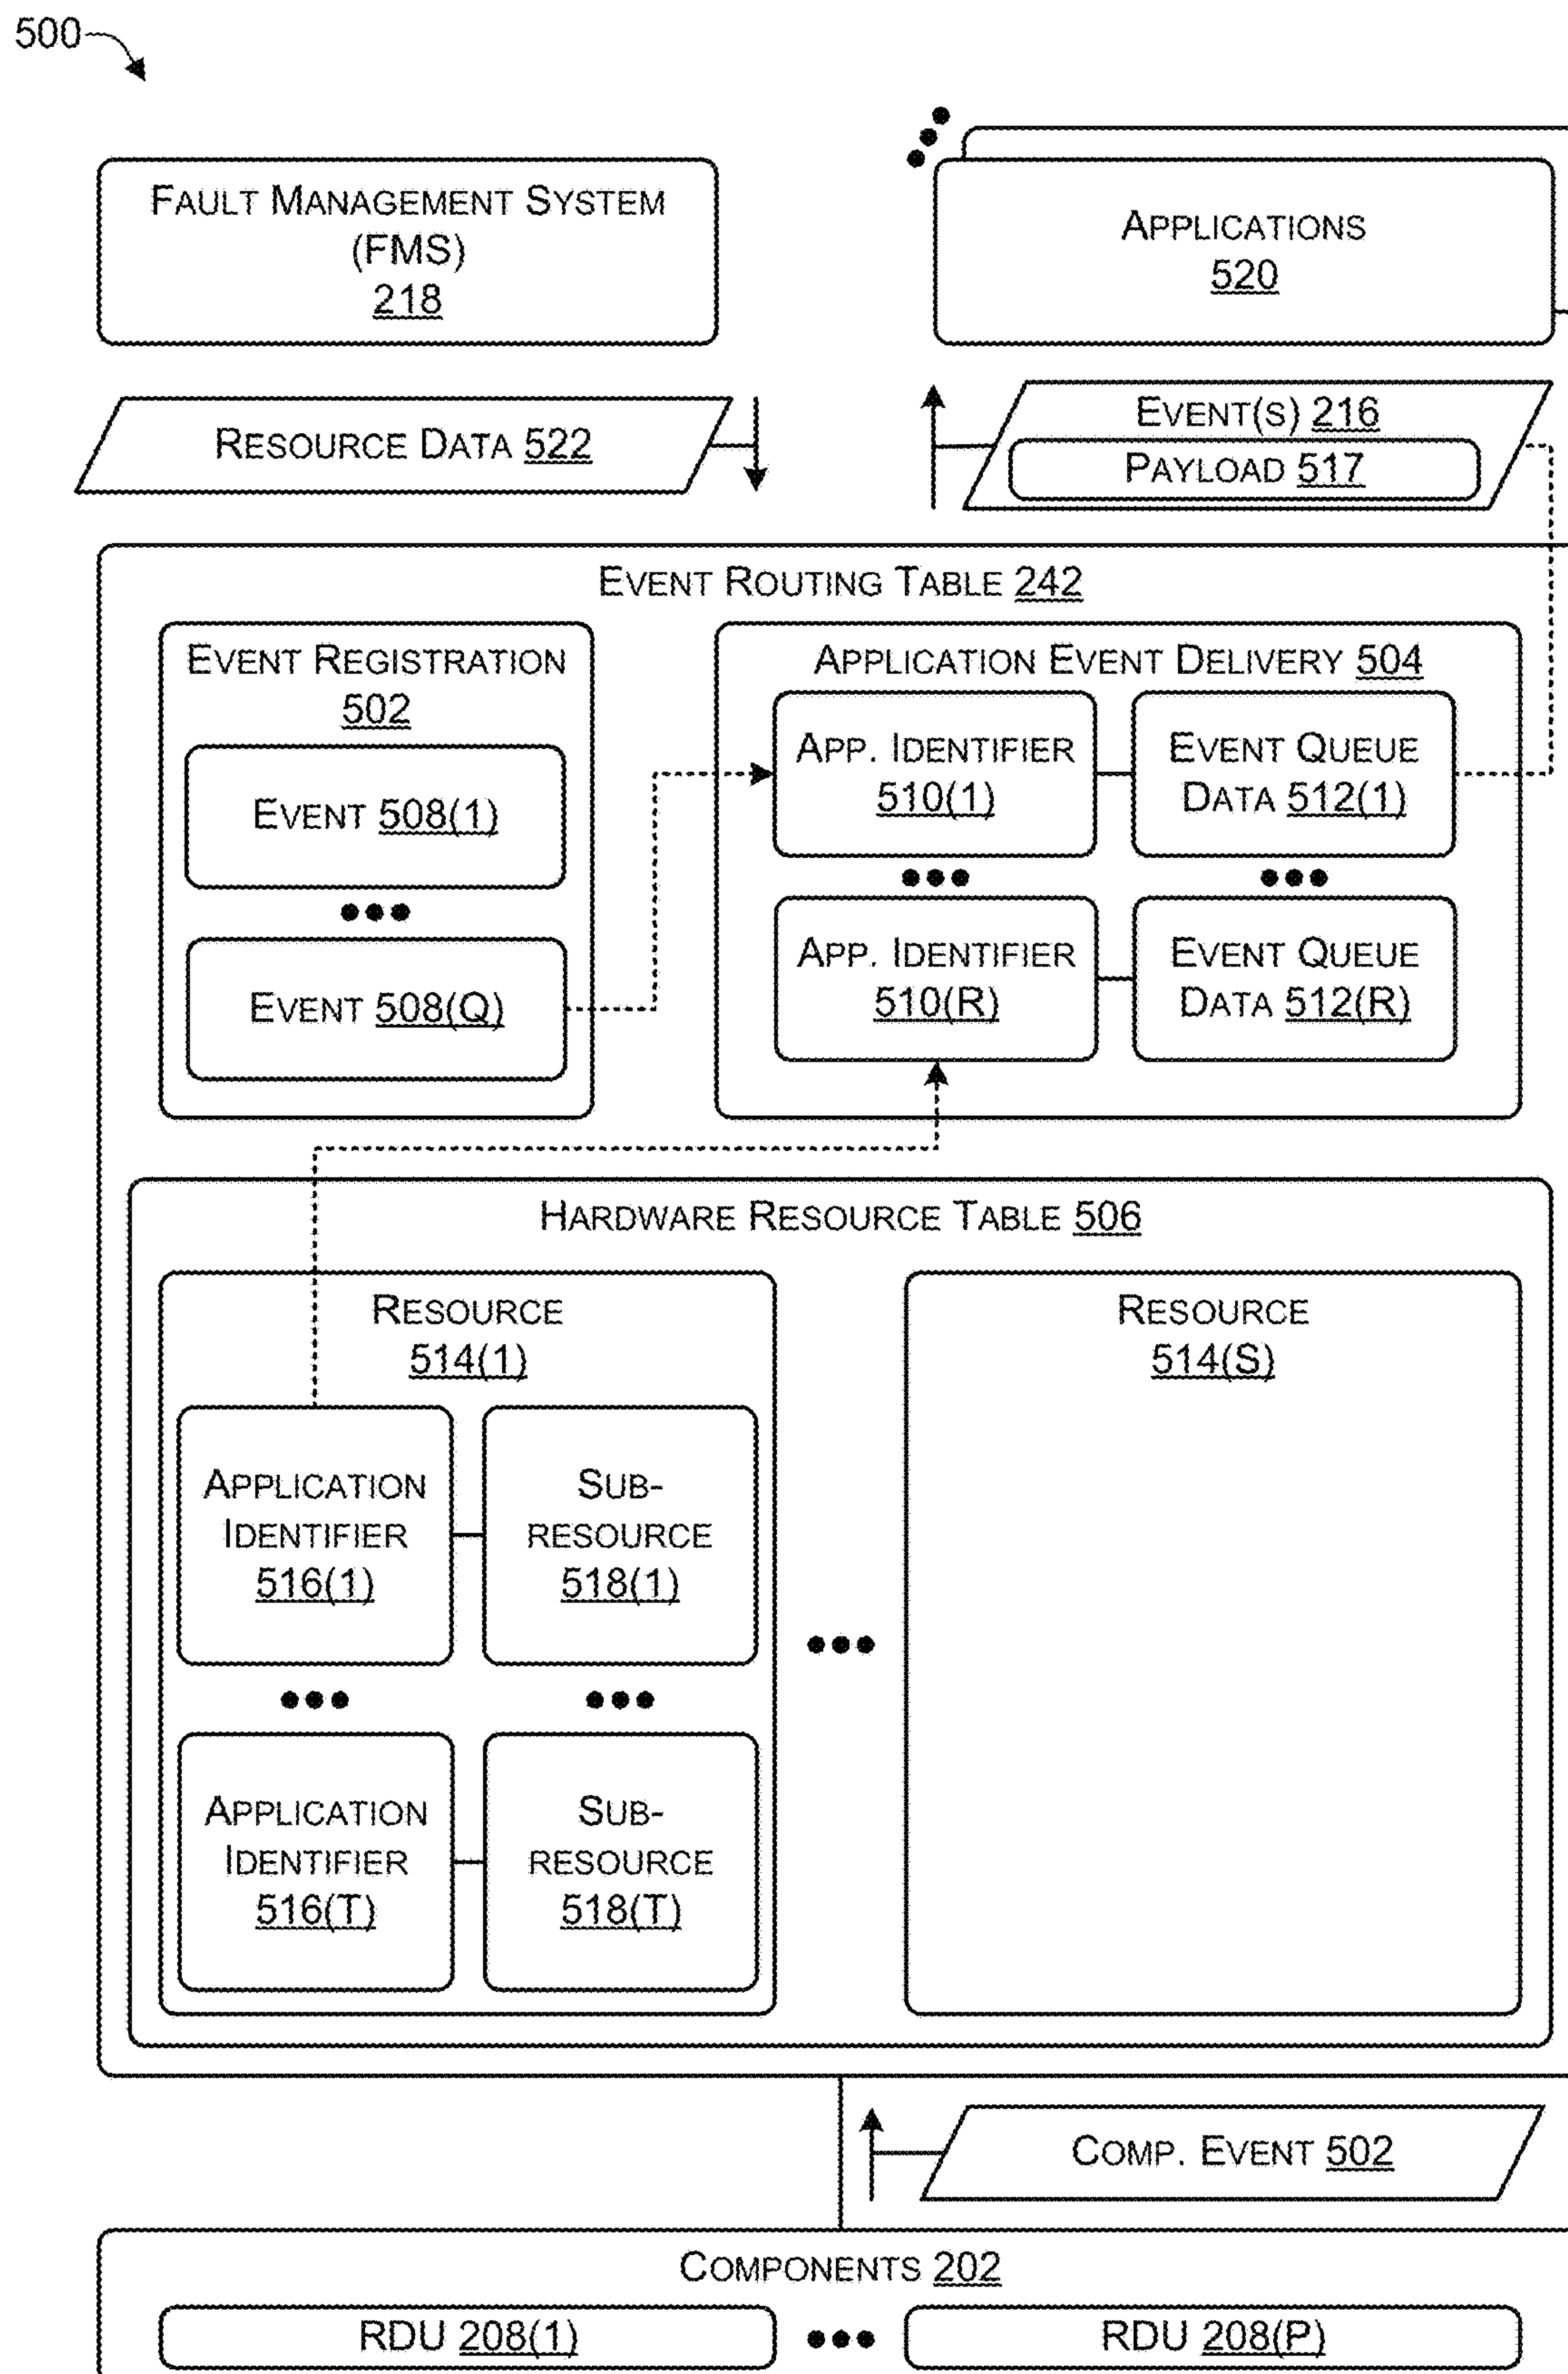 500
FAULT MANAGEMENT SYSTEM
(FMS)
218
APPLICATIONS
520
RESOURCE DATA 522
EVENT(S) 216
PAYLOAD 517
EVENT ROUTING TABLE 242
EVENT REGISTRATION
502
EVENT 508(1)
EVENT 508(Q)
APPLICATION EVENT DELIVERY 504
APP. IDENTIFIER
510(1)
EVENT QUEUE
DATA 512(1)
APP. IDENTIFIER
510(R)
EVENT QUEUE
DATA 512(R)
HARDWARE RESOURCE TABLE 506
RESOURCE
514(1)
APPLICATION
IDENTIFIER
516(1)
SUB-
RESOURCE
518(1)
APPLICATION
IDENTIFIER
516(T)
SUB-
RESOURCE
518(T)
RESOURCE
514(S)
COMP. EVENT 502
COMPONENTS 202
RDU 208(1)
RDU 208(P)